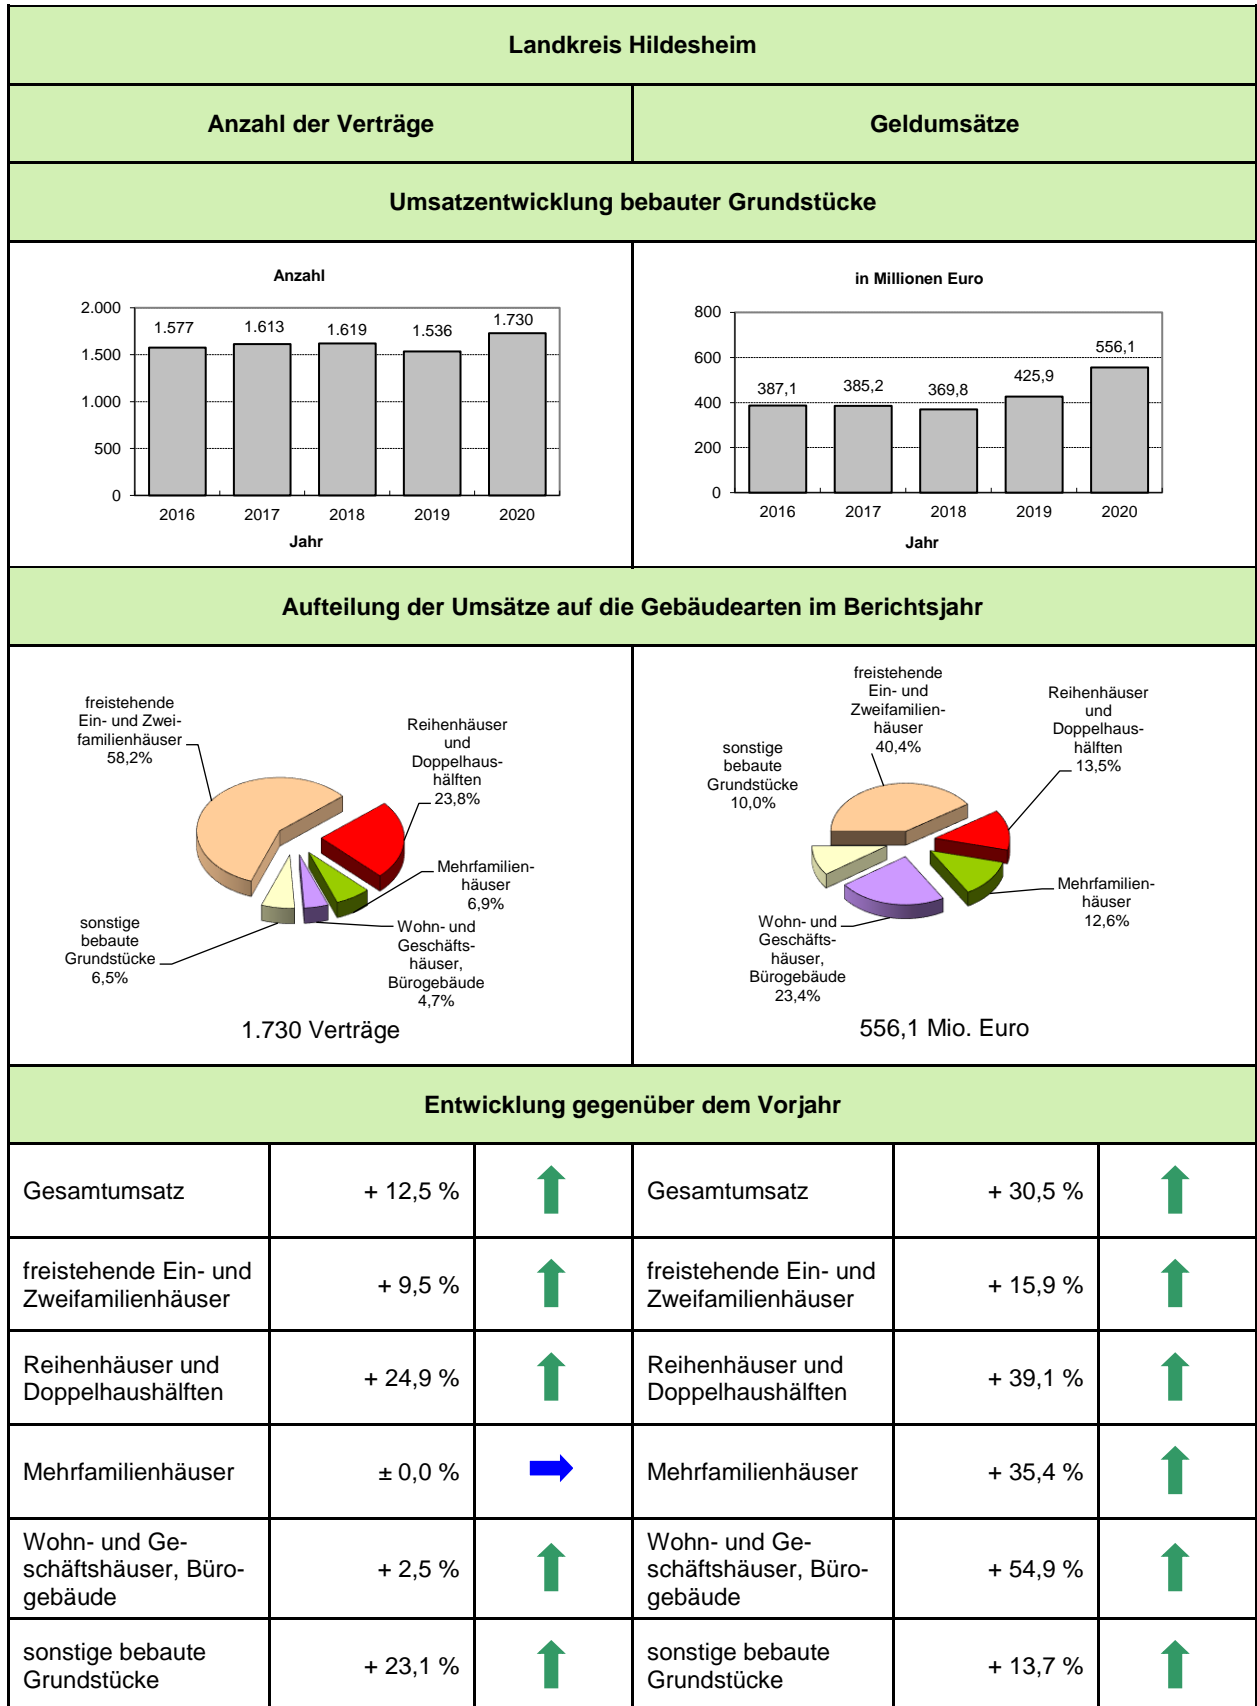 Landkreis Hildesheim
Anzahl der Verträge
Geldumsätze
Umsatzentwicklung bebauter Grundstücke
Anzahl
2.000
1.500
1.000
500
0
1.577
1.613
1.619
1.536
1.730
2016
2017
2018
2019
2020
Jahr
in Millionen Euro
800
600
400
200
0
387,1
385,2
369,8
425,9
556,1
2016
2017
2018
2019
2020
Jahr
Aufteilung der Umsätze auf die Gebäudearten im Berichtsjahr
freistehende
Ein- und Zwei-
familienhäuser
58,2%
Reihenhäuser
und
Doppelhaus-
hälften
23,8%
Mehrfamilien-
häuser
6,9%
Wohn- und
Geschäfts-
häuser,
Bürogebäude
4,7%
sonstige
bebaute
Grundstücke
6,5%
1.730 Verträge
freistehende
Ein- und
Zweifamilien-
häuser
40,4%
Reihenhäuser
und
Doppelhaus-
hälften
13,5%
Mehrfamilien-
häuser
12,6%
Wohn- und
Geschäfts-
häuser,
Bürogebäude
23,4%
sonstige
bebaute
Grundstücke
10,0%
556,1 Mio. Euro
Entwicklung gegenüber dem Vorjahr
Gesamtumsatz
+ 12,5 %
Gesamtumsatz
+ 30,5 %
freistehende Ein- und
Zweifamilienhäuser
+ 9,5 %
freistehende Ein- und
Zweifamilienhäuser
+ 15,9 %
Reihenhäuser und
Doppelhaushälften
+ 24,9 %
Reihenhäuser und
Doppelhaushälften
+ 39,1 %
Mehrfamilienhäuser
± 0,0 %
Mehrfamilienhäuser
+ 35,4 %
Wohn- und Ge-
schäftshäuser, Büro-
gebäude
+ 2,5 %
Wohn- und Ge-
schäftshäuser, Büro-
gebäude
+ 54,9 %
sonstige bebaute
Grundstücke
+ 23,1 %
sonstige bebaute
Grundstücke
+ 13,7 %